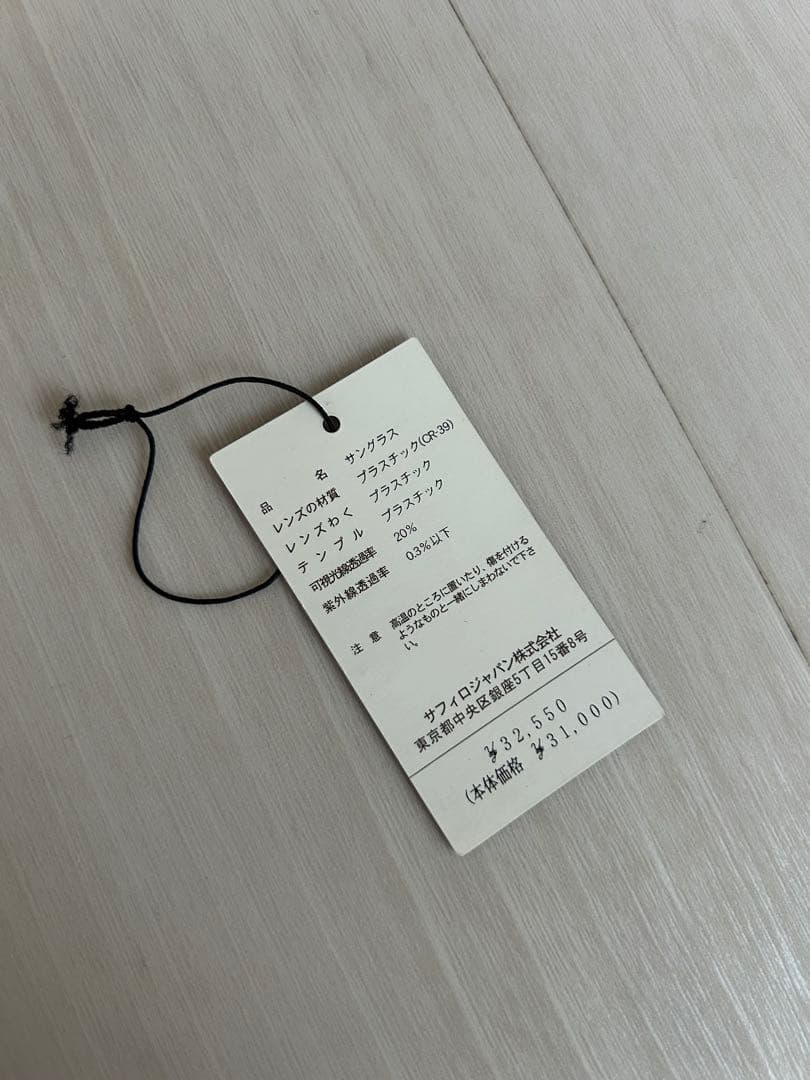 品名 サングラス
レンズの材質 プラスチック(CR-39)
レンズわく プラスチック
テンプル プラスチック
可視光線透過率 20%
紫外線透過率 0.3%以下
注意 高温のところに置いたり、傷を付ける
ようなものと一緒にしまわないで下さ
い。
サフィロジャパン株式会社
東京都中央区銀座5丁目15番8号
¥32,550
(本体価格 ¥31,000)